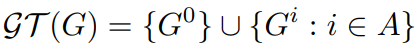 𝒢𝒯(G) = {G⁰} ∪ {Gⁱ : i ∈ A}